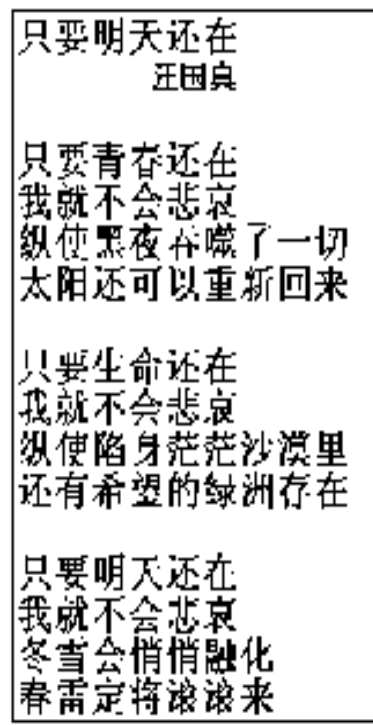 只要明天还在
汪国真
只要青春还在
我就不会悲哀
纵使黑夜吞噬了一切
太阳还可以重新回来
只要生命还在
我就不会悲哀
纵使陷身茫茫沙漠里
还有希望的绿洲存在
只要明天还在
我就不会悲哀
冬雪会悄悄融化
春雷定将滚滚来